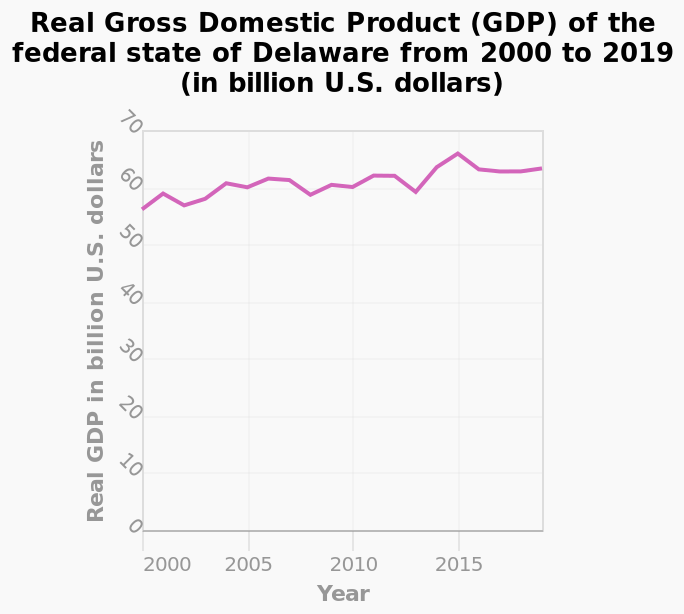 Real Gross Domestic Product (GDP) of the
federal state of Delaware from 2000 to 2019
(in billion U.S. dollars)
Real GDP in billion U.S. dollars
70
60
50
40
30
20
10
0
2000 2005 2010 2015
Year